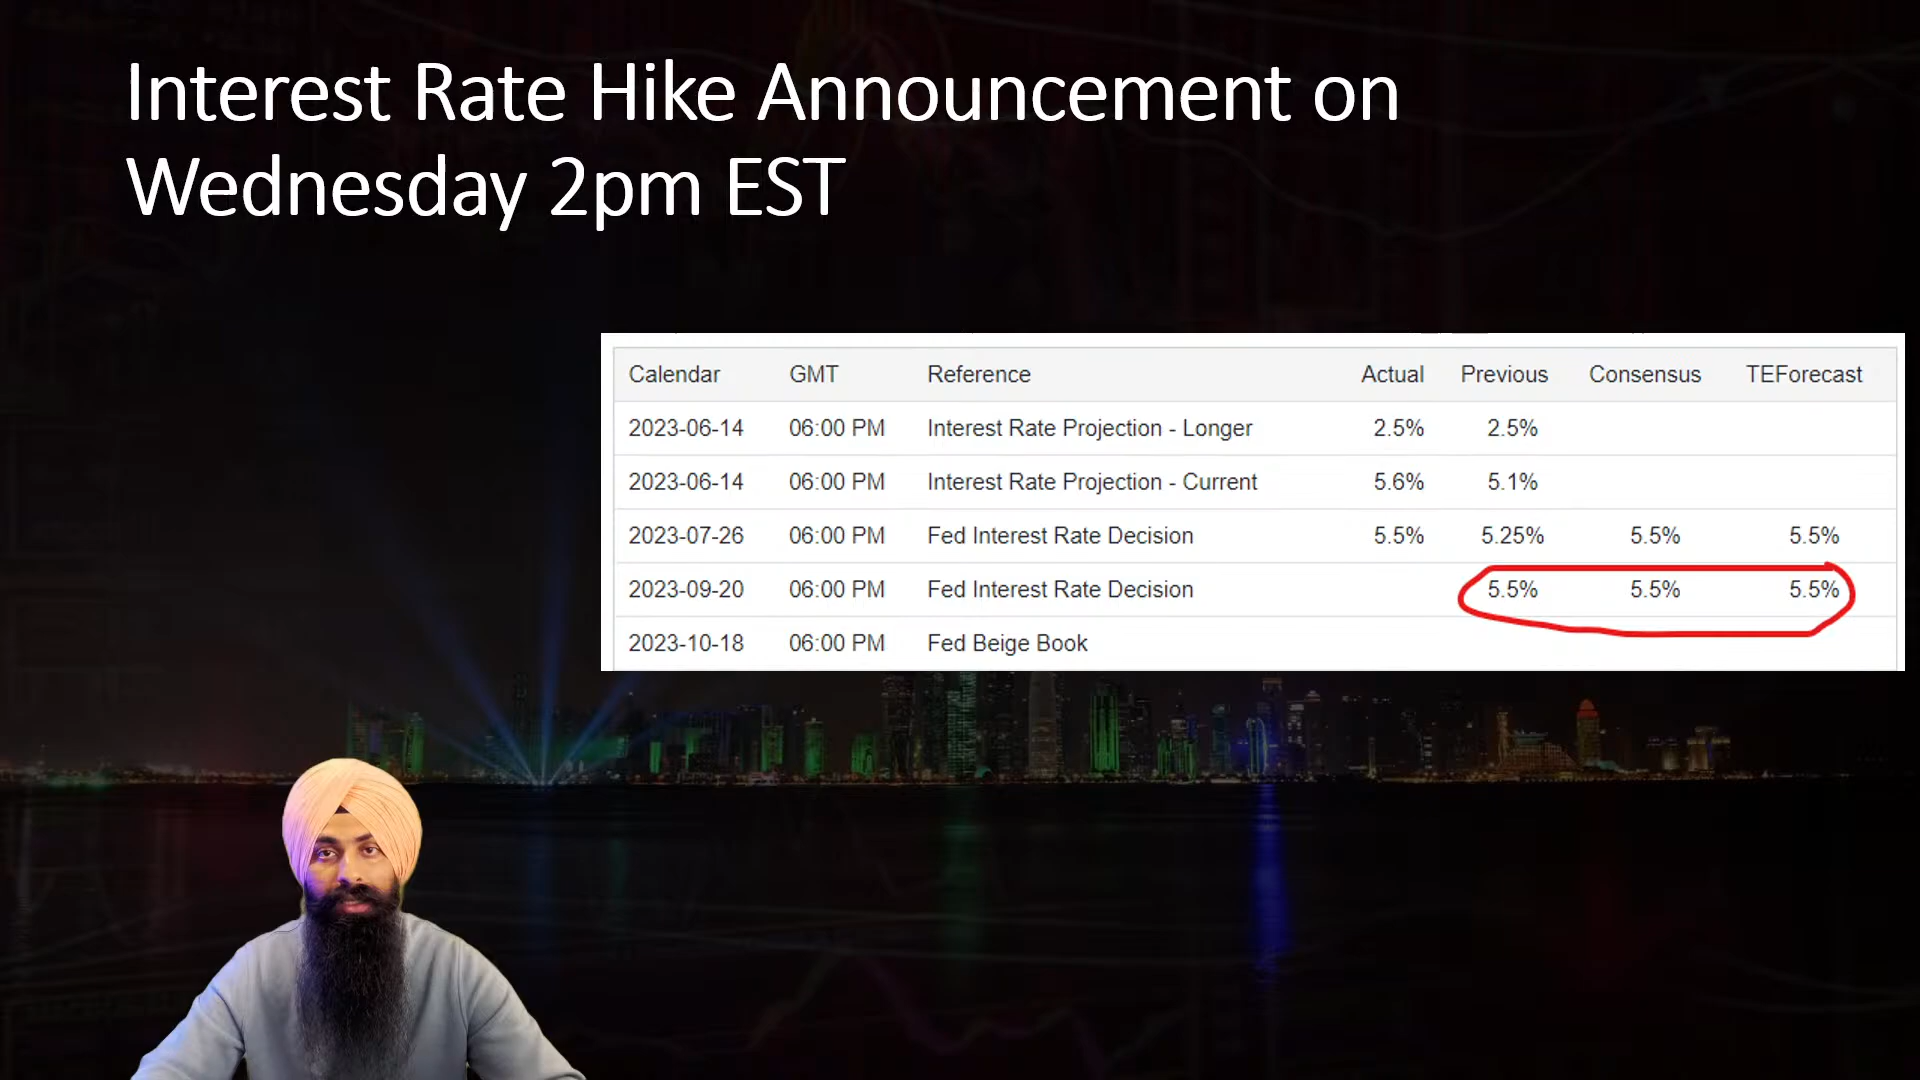 Interest Rate Hike Announcement on
Wednesday 2pm EST
Calendar GMT Reference Actual Previous Consensus TEForecast
2023-06-14 06:00 PM Interest Rate Projection - Longer 2.5% 2.5%
2023-06-14 06:00 PM Interest Rate Projection - Current 5.6% 5.1%
2023-07-26 06:00 PM Fed Interest Rate Decision 5.5% 5.25% 5.5% 5.5%
2023-09-20 06:00 PM Fed Interest Rate Decision 5.5% 5.5% 5.5%
2023-10-18 06:00 PM Fed Beige Book